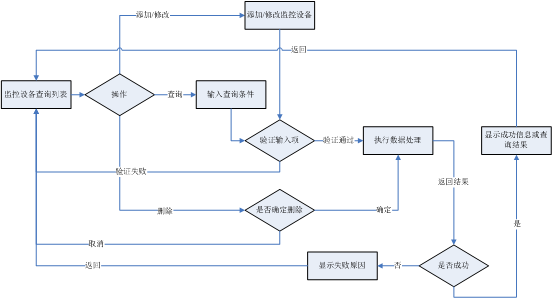 添加/修改
添加/修改监控设备
返回
监控设备查询列表
操作
查询
输入查询条件
验证输入项
验证通过
执行数据处理
显示成功信息或查
询结果
验证失败
返回结果
删除
是否确定删除
确定
是
取消
返回
显示失败原因
否
是否成功